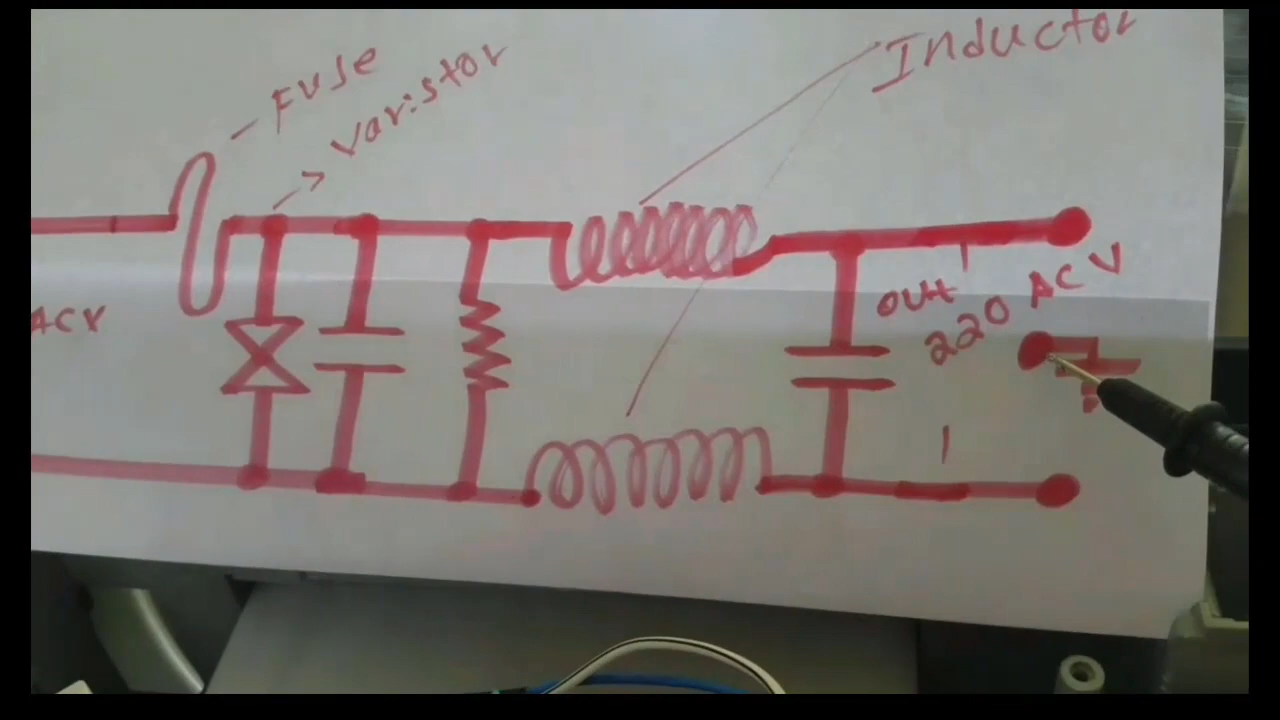 Inductor
Fuse
Varistor
ACV
out
220 ACV